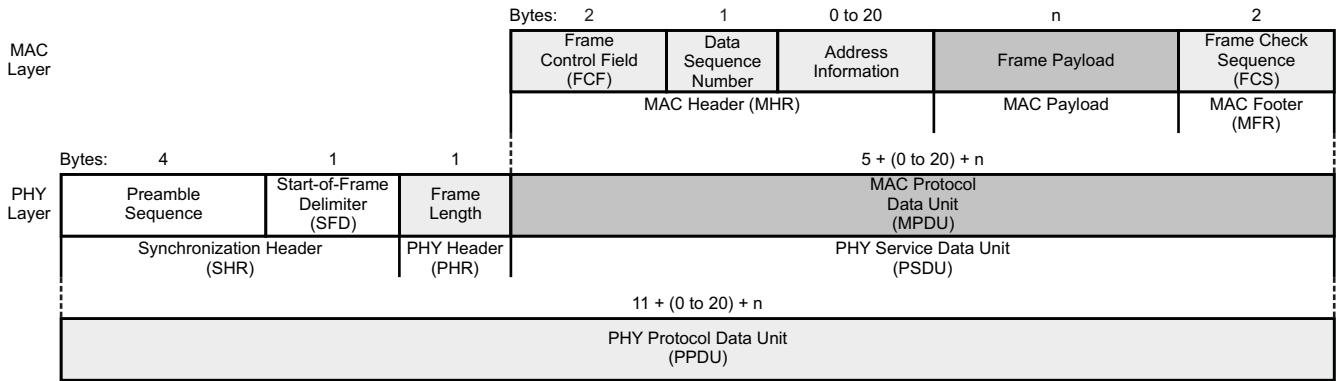 Bytes: 2 1 0 to 20 n 2
MAC
Layer
Frame
Control Field
(FCF)
Data
Sequence
Number
Address
Information
Frame Payload
Frame Check
Sequence
(FCS)
MAC Header (MHR)
MAC Payload
MAC Footer
(MFR)
Bytes: 4 1 1 5 + (0 to 20) + n
PHY
Layer
Preamble
Sequence
Start-of-Frame
Delimiter
(SFD)
Frame
Length
MAC Protocol
Data Unit
(MPDU)
Synchronization Header
(SHR)
PHY Header
(PHR)
PHY Service Data Unit
(PSDU)
11 + (0 to 20) + n
PHY Protocol Data Unit
(PPDU)